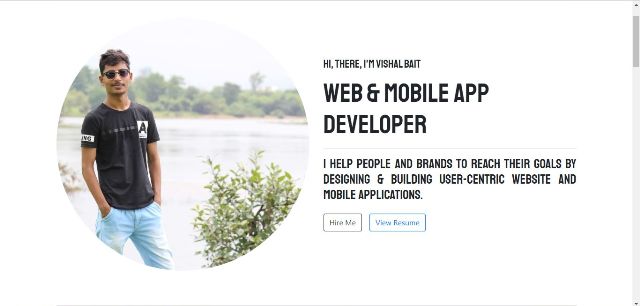 HI, THERE, I'M VISHAL BAIT
WEB & MOBILE APP
DEVELOPER
I HELP PEOPLE AND BRANDS TO REACH THEIR GOALS BY
DESIGNING & BUILDING USER-CENTRIC WEBSITE AND
MOBILE APPLICATIONS.
Hire Me
View Resume
ING
A